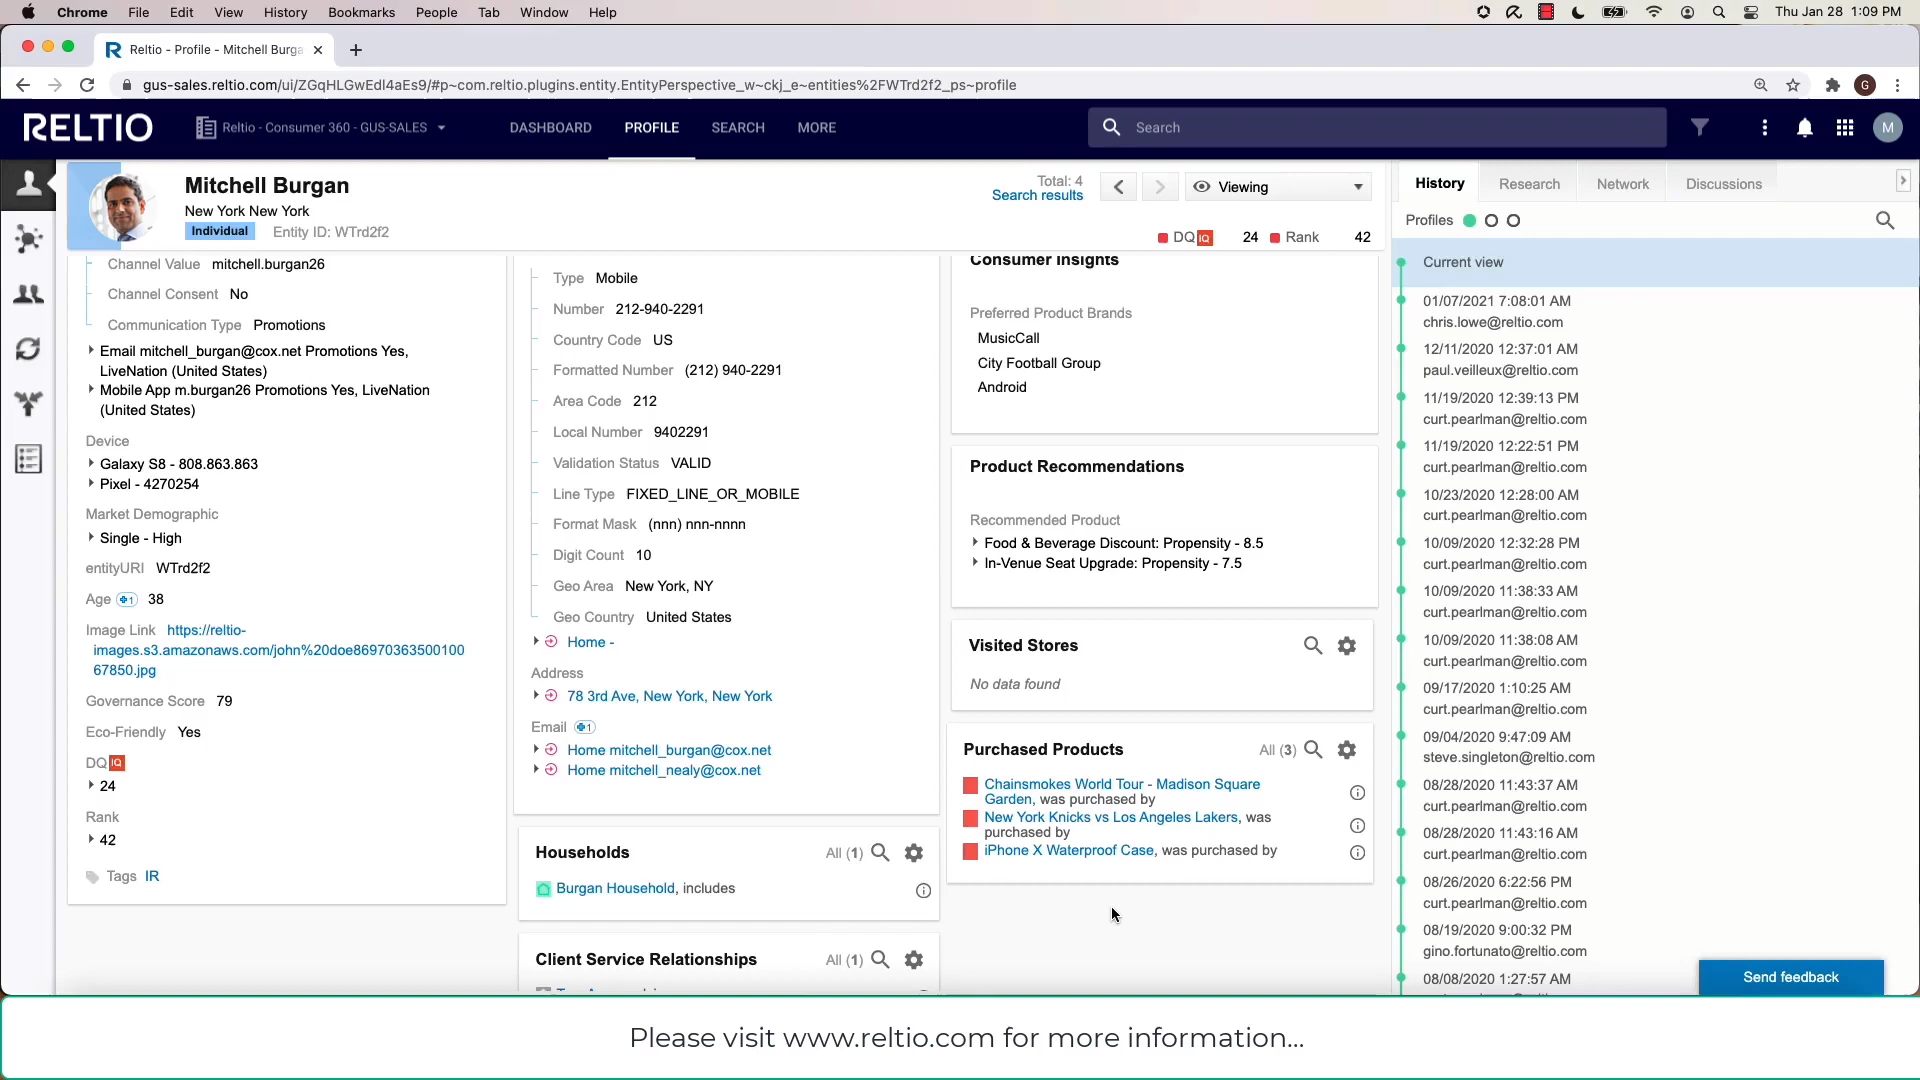 Chrome File Edit View History Bookmarks People Tab Window Help
Thu Jan 28 1:09 PM
Reltio - Profile - Mitchell Burga
gus-sales.reltio.com/ui/ZGqHLGwEdl4aEs9/#p~com.reltio.plugins.entity.EntityPerspective_w~ckj_e~entities%2FWTrd2f2_ps~profile
G
RELTIO
Reltio - Consumer 360 - GUS-SALES
DASHBOARD PROFILE SEARCH MORE
Search
M
Mitchell Burgan
New York New York
Individual Entity ID: WTrd2f2
Total: 4
Search results
Viewing
DQ IQ 24 Rank 42
Channel Value mitchell.burgan26
Channel Consent No
Communication Type Promotions
Email mitchell_burgan@cox.net Promotions Yes,
LiveNation (United States)
Mobile App m.burgan26 Promotions Yes, LiveNation
(United States)
Device
Galaxy S8 - 808.863.863
Pixel - 4270254
Market Demographic
Single - High
entityURI WTrd2f2
Age +1 38
Image Link https://reltio-
images.s3.amazonaws.com/john%20doe86970363500100
67850.jpg
Governance Score 79
Eco-Friendly Yes
DQ IQ
24
Rank
42
Tags IR
Type Mobile
Number 212-940-2291
Country Code US
Formatted Number (212) 940-2291
Area Code 212
Local Number 9402291
Validation Status VALID
Line Type FIXED_LINE_OR_MOBILE
Format Mask (nnn) nnn-nnnn
Digit Count 10
Geo Area New York, NY
Geo Country United States
Home -
Address
78 3rd Ave, New York, New York
Email +1
Home mitchell_burgan@cox.net
Home mitchell_nealy@cox.net
Households All (1)
Burgan Household, includes
Client Service Relationships All (1)
Consumer Insights
Preferred Product Brands
MusicCall
City Football Group
Android
Product Recommendations
Recommended Product
Food & Beverage Discount: Propensity - 8.5
In-Venue Seat Upgrade: Propensity - 7.5
Visited Stores
No data found
Purchased Products All (3)
Chainsmokes World Tour - Madison Square
Garden, was purchased by
New York Knicks vs Los Angeles Lakers, was
purchased by
iPhone X Waterproof Case, was purchased by
History Research Network Discussions
Profiles
Current view
01/07/2021 7:08:01 AM
chris.lowe@reltio.com
12/11/2020 12:37:01 AM
paul.veilleux@reltio.com
11/19/2020 12:39:13 PM
curt.pearlman@reltio.com
11/19/2020 12:22:51 PM
curt.pearlman@reltio.com
10/23/2020 12:28:00 AM
curt.pearlman@reltio.com
10/09/2020 12:32:28 PM
curt.pearlman@reltio.com
10/09/2020 11:38:33 AM
curt.pearlman@reltio.com
10/09/2020 11:38:08 AM
curt.pearlman@reltio.com
09/17/2020 1:10:25 AM
curt.pearlman@reltio.com
09/04/2020 9:47:09 AM
steve.singleton@reltio.com
08/28/2020 11:43:37 AM
curt.pearlman@reltio.com
08/28/2020 11:43:16 AM
curt.pearlman@reltio.com
08/26/2020 6:22:56 PM
curt.pearlman@reltio.com
08/19/2020 9:00:32 PM
gino.fortunato@reltio.com
08/08/2020 1:27:57 AM
Send feedback
Please visit www.reltio.com for more information...